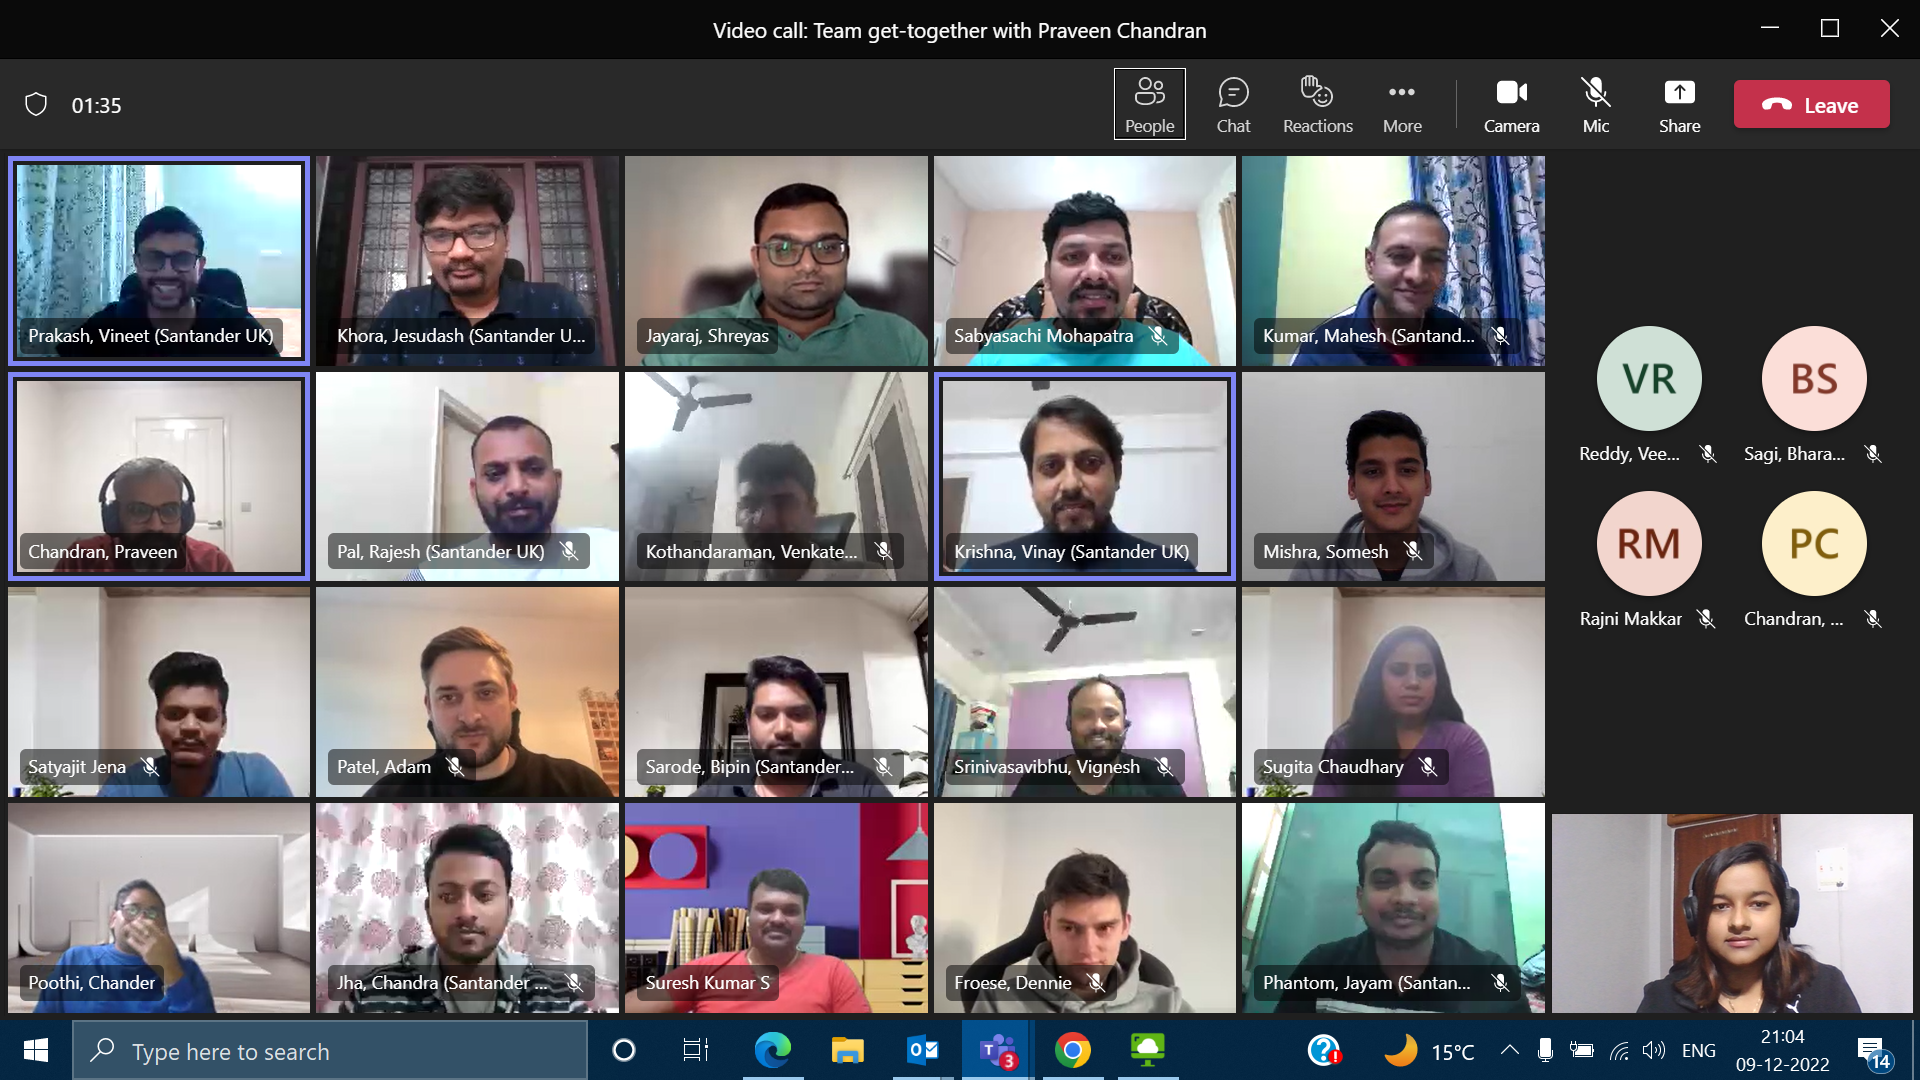 Video call: Team get-together with Praveen Chandran
01:35
People
Chat
Reactions
More
Camera
Mic
Share
Leave
Prakash, Vineet (Santander UK)
Khora, Jesudash (Santander U...
Jayaraj, Shreyas
Sabyasachi Mohapatra
Kumar, Mahesh (Santand...
Chandran, Praveen
Pal, Rajesh (Santander UK)
Kothandaraman, Venkate...
Krishna, Vinay (Santander UK)
Mishra, Somesh
VR
BS
Reddy, Vee...
Sagi, Bhara...
RM
PC
Rajni Makkar
Chandran, ...
Satyajit Jena
Patel, Adam
Sarode, Bipin (Santander...
Srinivasavibhu, Vignesh
Sugita Chaudhary
Poothi, Chander
Jha, Chandra (Santander ...
Suresh Kumar S
Froese, Dennie
Phantom, Jayam (Santan...
Type here to search
3
15°C
ENG
21:04
09-12-2022
14